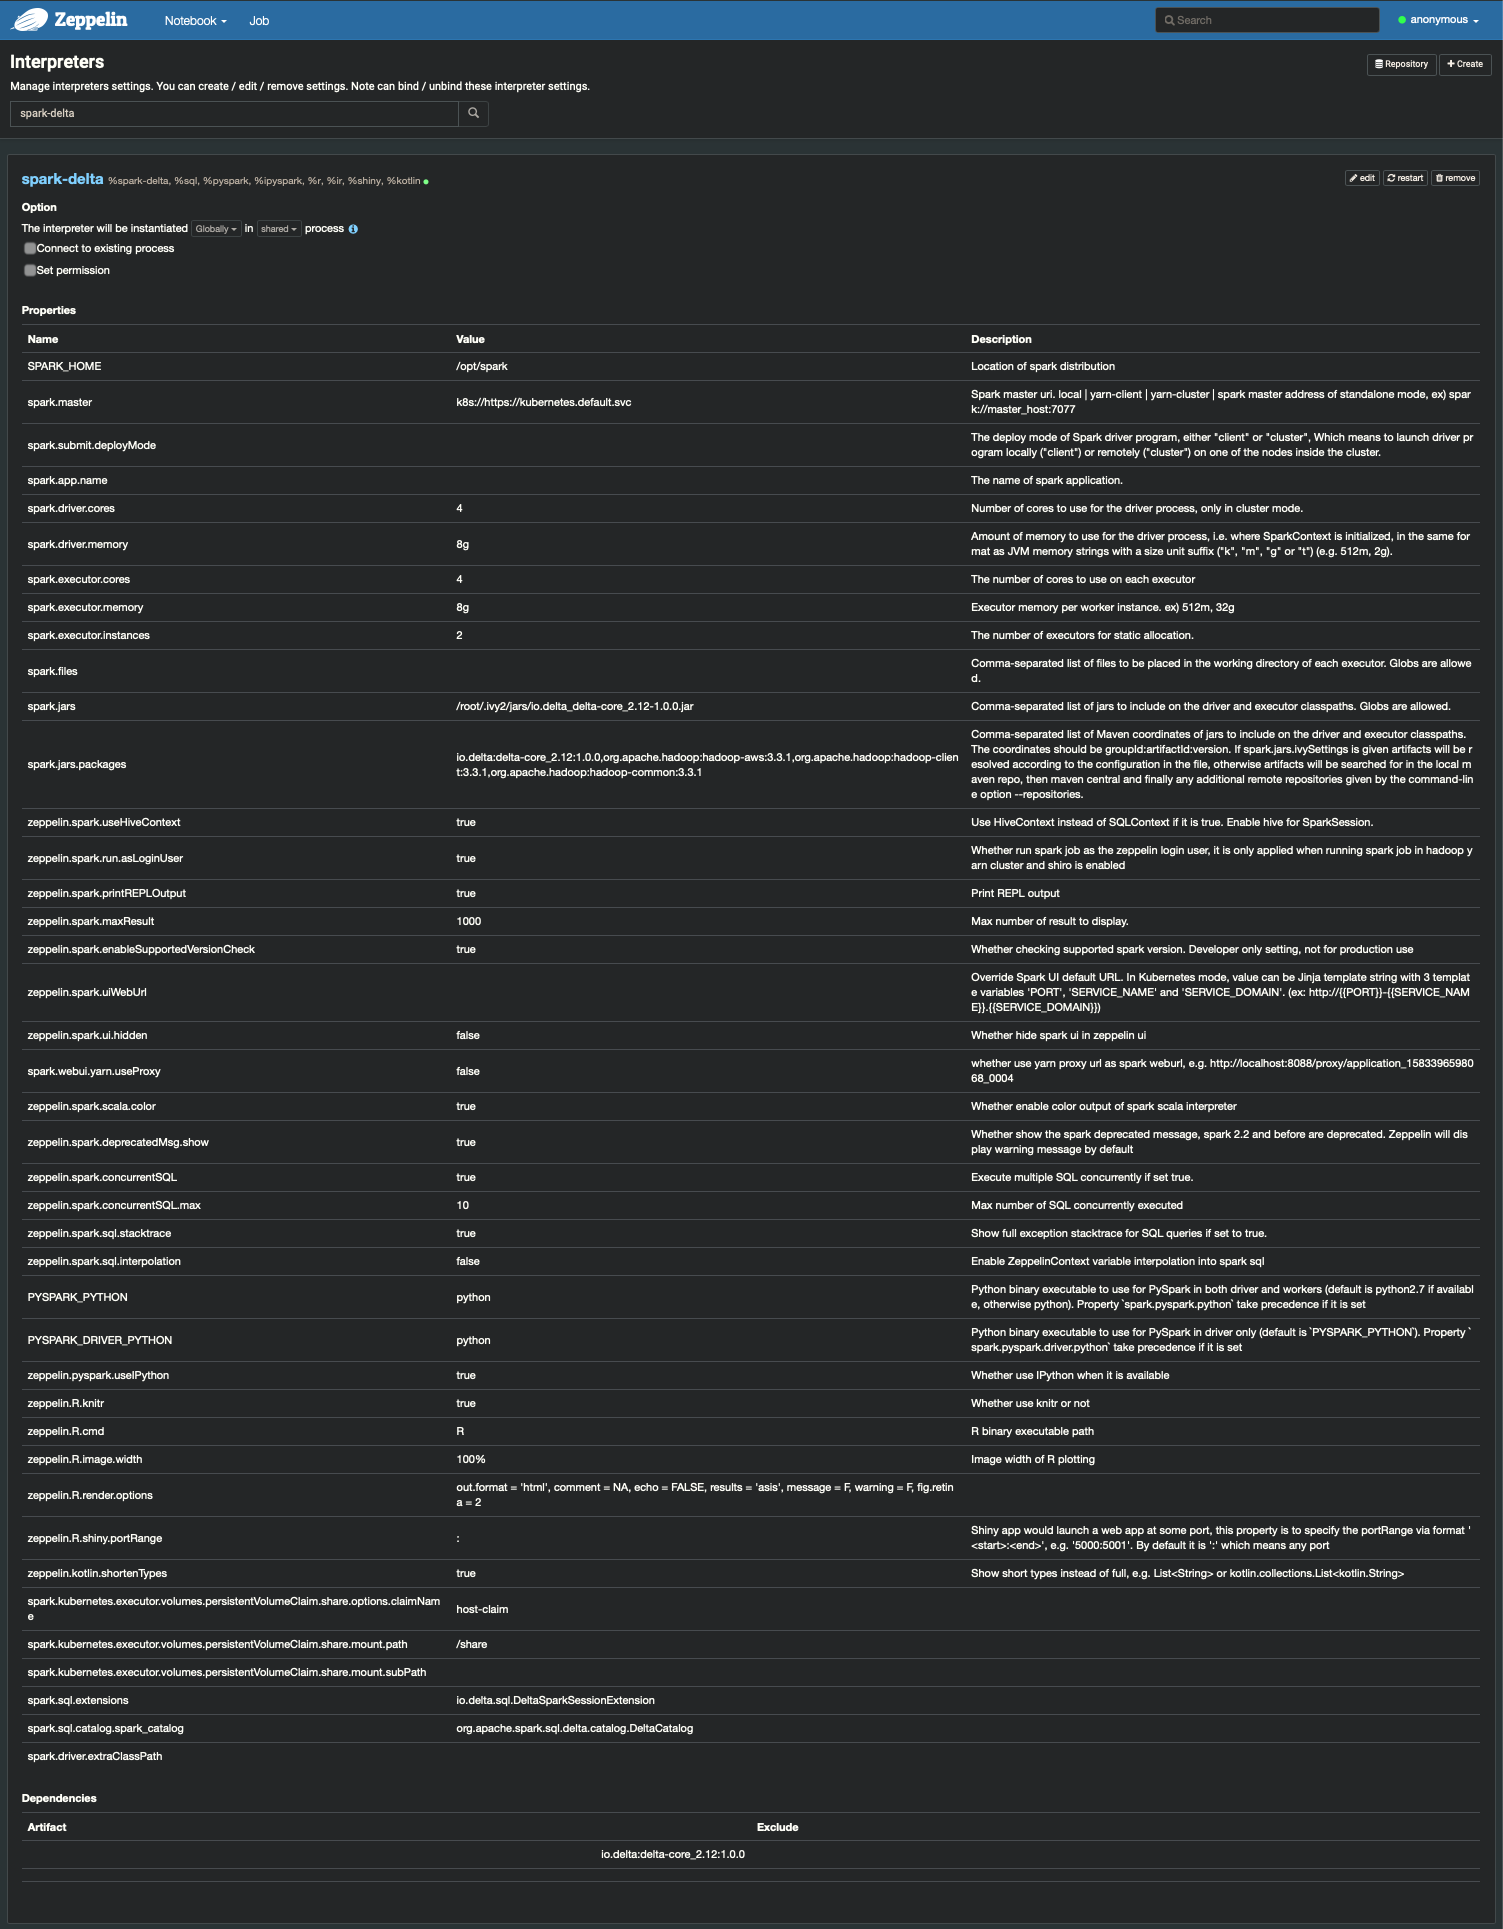 Zeppelin
Notebook
Job
Search
anonymous
Interpreters
Repository
Create
Manage interpreters settings. You can create / edit / remove settings. Note can bind / unbind these interpreter settings.
spark-delta
spark-delta %spark-delta, %sql, %pyspark, %ipyspark, %r, %ir, %shiny, %kotlin
edit
restart
remove
Option
The interpreter will be instantiated Globally in shared process
Connect to existing process
Set permission
Properties
Name Value Description
SPARK_HOME /opt/spark Location of spark distribution
spark.master k8s://https://kubernetes.default.svc Spark master uri. local | yarn-client | yarn-cluster | spark master address of standalone mode, ex) spar
k://master_host:7077
spark.submit.deployMode The deploy mode of Spark driver program, either "client" or "cluster", Which means to launch driver pr
ogram locally ("client") or remotely ("cluster") on one of the nodes inside the cluster.
spark.app.name The name of spark application.
spark.driver.cores 4 Number of cores to use for the driver process, only in cluster mode.
spark.driver.memory 8g Amount of memory to use for the driver process, i.e. where SparkContext is initialized, in the same for
mat as JVM memory strings with a size unit suffix ("k", "m", "g" or "t") (e.g. 512m, 2g).
spark.executor.cores 4 The number of cores to use on each executor
spark.executor.memory 8g Executor memory per worker instance. ex) 512m, 32g
spark.executor.instances 2 The number of executors for static allocation.
spark.files Comma-separated list of files to be placed in the working directory of each executor. Globs are allowe
d.
spark.jars /root/.ivy2/jars/io.delta_delta-core_2.12-1.0.0.jar Comma-separated list of jars to include on the driver and executor classpaths. Globs are allowed.
spark.jars.packages
io.delta:delta-core_2.12:1.0.0,org.apache.hadoop:hadoop-aws:3.3.1,org.apache.hadoop:hadoop-clien
t:3.3.1,org.apache.hadoop:hadoop-common:3.3.1
Comma-separated list of Maven coordinates of jars to include on the driver and executor classpaths.
The coordinates should be groupId:artifactId:version. If spark.jars.ivySettings is given artifacts will be r
esolved according to the configuration in the file, otherwise artifacts will be searched for in the local m
aven repo, then maven central and finally any additional remote repositories given by the command-lin
e option --repositories.
zeppelin.spark.useHiveContext true Use HiveContext instead of SQLContext if it is true. Enable hive for SparkSession.
zeppelin.spark.run.asLoginUser true Whether run spark job as the zeppelin login user, it is only applied when running spark job in hadoop y
arn cluster and shiro is enabled
zeppelin.spark.printREPLOutput true Print REPL output
zeppelin.spark.maxResult 1000 Max number of result to display.
zeppelin.spark.enableSupportedVersionCheck true Whether checking supported spark version. Developer only setting, not for production use
zeppelin.spark.uiWebUrl
Override Spark UI default URL. In Kubernetes mode, value can be Jinja template string with 3 templat
e variables 'PORT', 'SERVICE_NAME' and 'SERVICE_DOMAIN'. (ex: http://{{PORT}}-{{SERVICE_NAM
E}}.{{SERVICE_DOMAIN}})
zeppelin.spark.ui.hidden false Whether hide spark ui in zeppelin ui
spark.webui.yarn.useProxy false whether use yarn proxy url as spark weburl, e.g. http://localhost:8088/proxy/application_15833965980
68_0004
zeppelin.spark.scala.color true Whether enable color output of spark scala interpreter
zeppelin.spark.deprecatedMsg.show true Whether show the spark deprecated message, spark 2.2 and before are deprecated. Zeppelin will dis
play warning message by default
zeppelin.spark.concurrentSQL true Execute multiple SQL concurrently if set true.
zeppelin.spark.concurrentSQL.max 10 Max number of SQL concurrently executed
zeppelin.spark.sql.stacktrace true Show full exception stacktrace for SQL queries if set to true.
zeppelin.spark.sql.interpolation false Enable ZeppelinContext variable interpolation into spark sql
PYSPARK_PYTHON python Python binary executable to use for PySpark in both driver and workers (default is python2.7 if availabl
e, otherwise python). Property `spark.pyspark.python` take precedence if it is set
PYSPARK_DRIVER_PYTHON python Python binary executable to use for PySpark in driver only (default is `PYSPARK_PYTHON`). Property `
spark.pyspark.driver.python` take precedence if it is set
zeppelin.pyspark.useIPython true Whether use IPython when it is available
zeppelin.R.knitr true Whether use knitr or not
zeppelin.R.cmd R R binary executable path
zeppelin.R.image.width 100% Image width of R plotting
zeppelin.R.render.options out.format = 'html', comment = NA, echo = FALSE, results = 'asis', message = F, warning = F, fig.retin
a = 2
zeppelin.R.shiny.portRange : Shiny app would launch a web app at some port, this property is to specify the portRange via format '
<start>:<end>', e.g. '5000:5001'. By default it is ':' which means any port
zeppelin.kotlin.shortenTypes true Show short types instead of full, e.g. List<String> or kotlin.collections.List<kotlin.String>
spark.kubernetes.executor.volumes.persistentVolumeClaim.share.options.claimNam
e host-claim
spark.kubernetes.executor.volumes.persistentVolumeClaim.share.mount.path /share
spark.kubernetes.executor.volumes.persistentVolumeClaim.share.mount.subPath
spark.sql.extensions io.delta.sql.DeltaSparkSessionExtension
spark.sql.catalog.spark_catalog org.apache.spark.sql.delta.catalog.DeltaCatalog
spark.driver.extraClassPath
Dependencies
Artifact Exclude
io.delta:delta-core_2.12:1.0.0